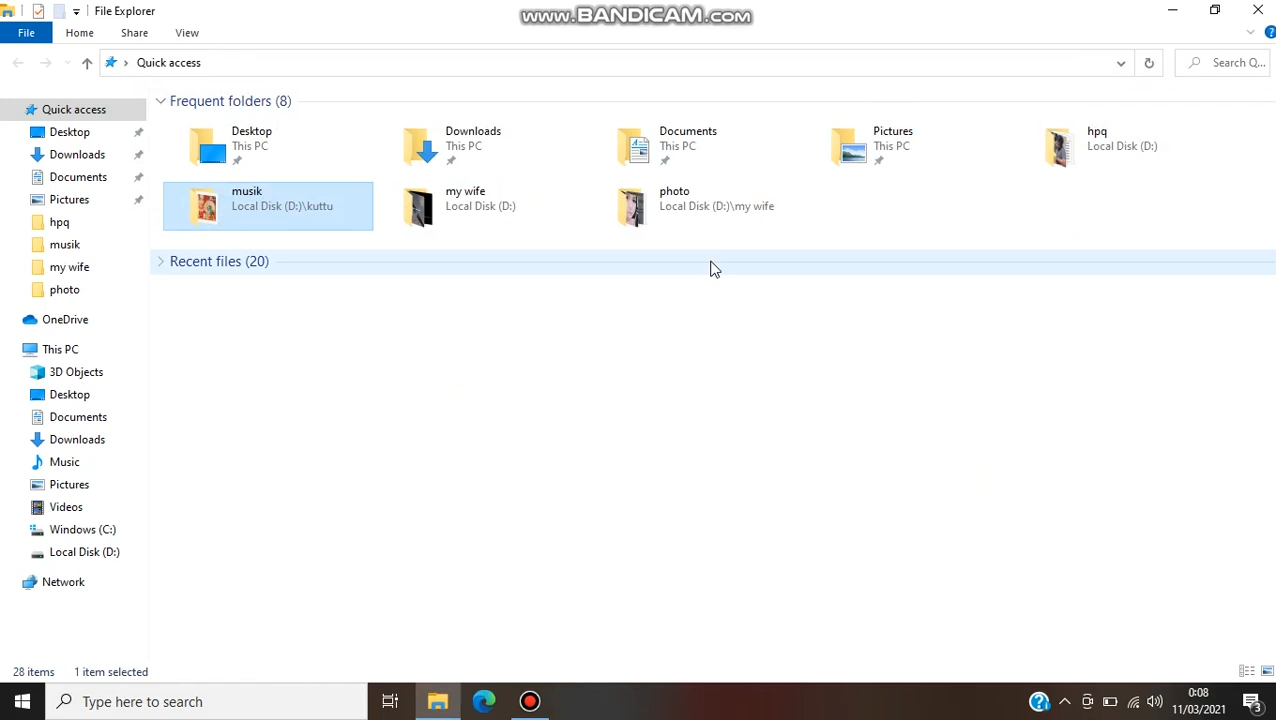 File Explorer
www.BANDICAM.com
File Home Share View
Quick access
Search Q...
Quick access
Desktop
Downloads
Documents
Pictures
hpq
musik
my wife
photo
OneDrive
This PC
3D Objects
Desktop
Documents
Downloads
Music
Pictures
Videos
Windows (C:)
Local Disk (D:)
Network
Frequent folders (8)
Desktop
This PC
Downloads
This PC
Documents
This PC
Pictures
This PC
hpq
Local Disk (D:)
musik
Local Disk (D:)\kuttu
my wife
Local Disk (D:)
photo
Local Disk (D:)\my wife
Recent files (20)
28 items 1 item selected
Type here to search
0:08
11/03/2021
3